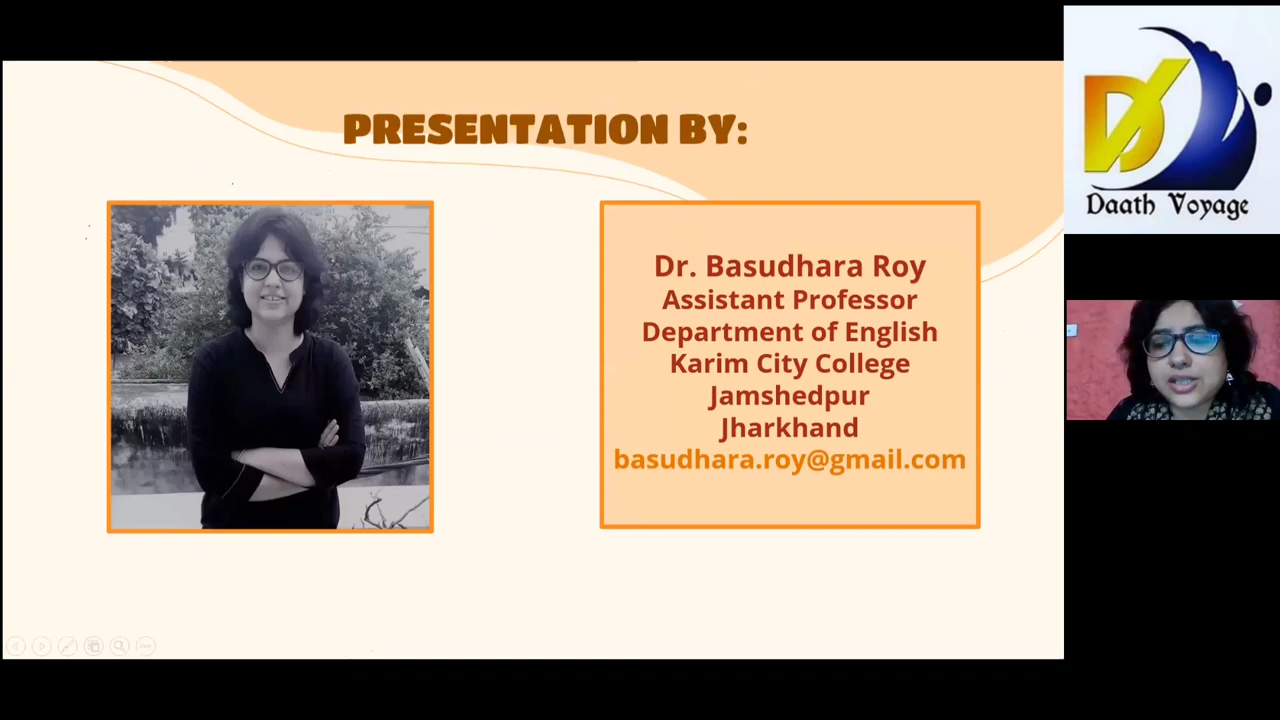 PRESENTATION BY:
Dr. Basudhara Roy
Assistant Professor
Department of English
Karim City College
Jamshedpur
Jharkhand
basudhara.roy@gmail.com
Daath Voyage